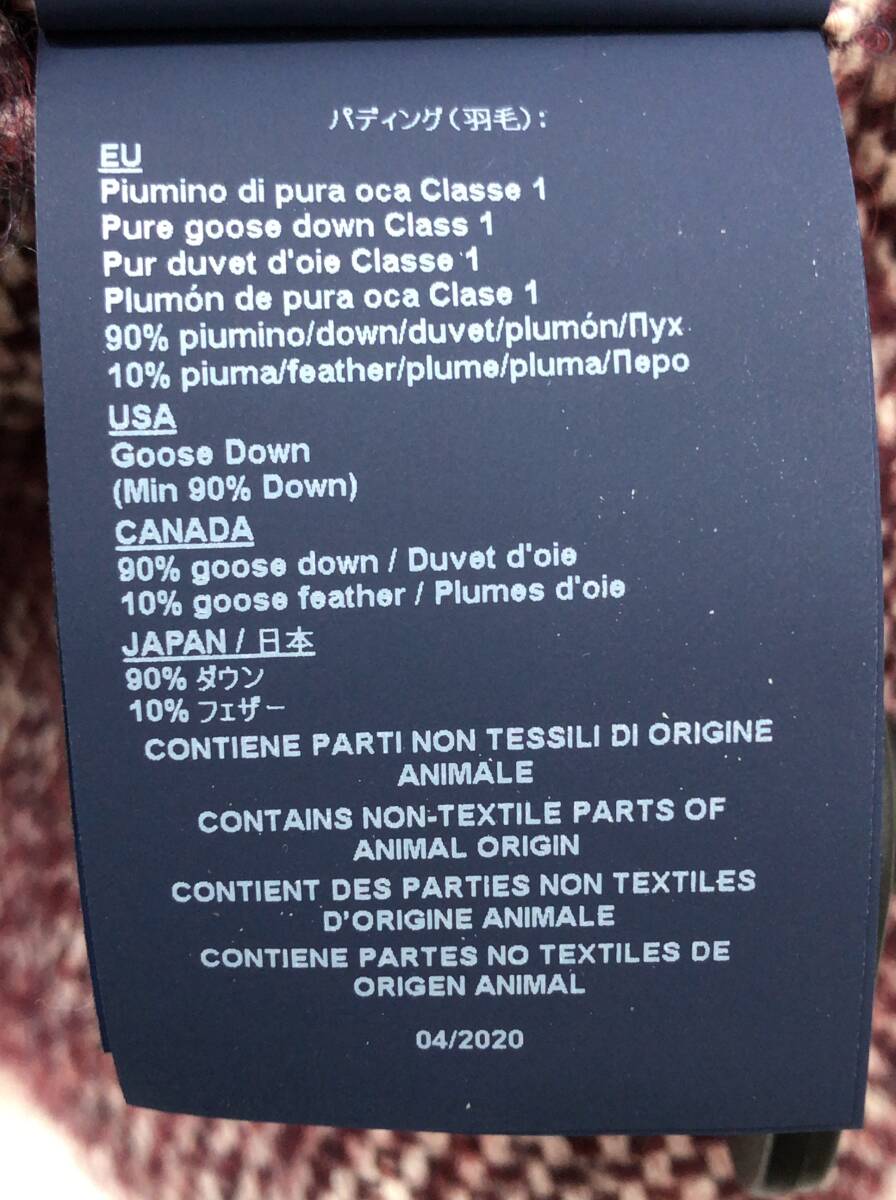 パディング(羽毛):
EU
Piumino di pura oca Classe 1
Pure goose down Class 1
Pur duvet d'oie Classe 1
Plumón de pura oca Clase 1
90% piumino/down/duvet/plumón/Пух
10% piuma/feather/plume/pluma/Перо
USA
Goose Down
(Min 90% Down)
CANADA
90% goose down / Duvet d'oie
10% goose feather / Plumes d'oie
JAPAN / 日本
90% ダウン
10% フェザー
CONTIENE PARTI NON TESSILI DI ORIGINE
ANIMALE
CONTAINS NON-TEXTILE PARTS OF
ANIMAL ORIGIN
CONTIENT DES PARTIES NON TEXTILES
D'ORIGINE ANIMALE
CONTIENE PARTES NO TEXTILES DE
ORIGEN ANIMAL
04/2020